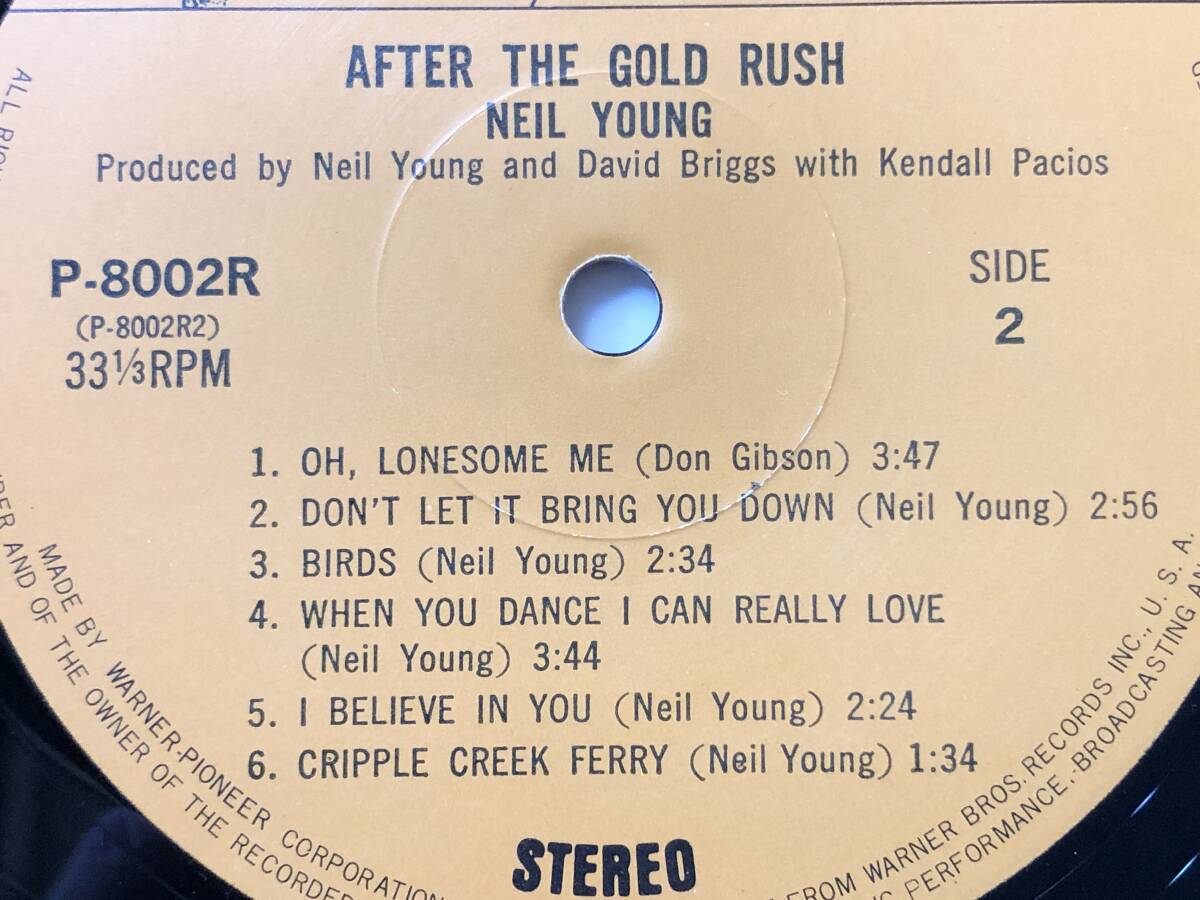 AFTER THE GOLD RUSH
NEIL YOUNG
Produced by Neil Young and David Briggs with Kendall Pacios
P-8002R
(P-8002R2)
33⅓RPM
SIDE
2
1. OH, LONESOME ME (Don Gibson) 3:47
2. DON'T LET IT BRING YOU DOWN (Neil Young) 2:56
3. BIRDS (Neil Young) 2:34
4. WHEN YOU DANCE I CAN REALLY LOVE
(Neil Young) 3:44
5. I BELIEVE IN YOU (Neil Young) 2:24
6. CRIPPLE CREEK FERRY (Neil Young) 1:34
STEREO
ALL
MADE BY WARNER-PIONEER CORPORATION
AND OF THE OWNER OF THE RECORDED
FROM WARNER BROS. RECORDS INC., U. S. A.
PERFORMANCE, BROADCASTING